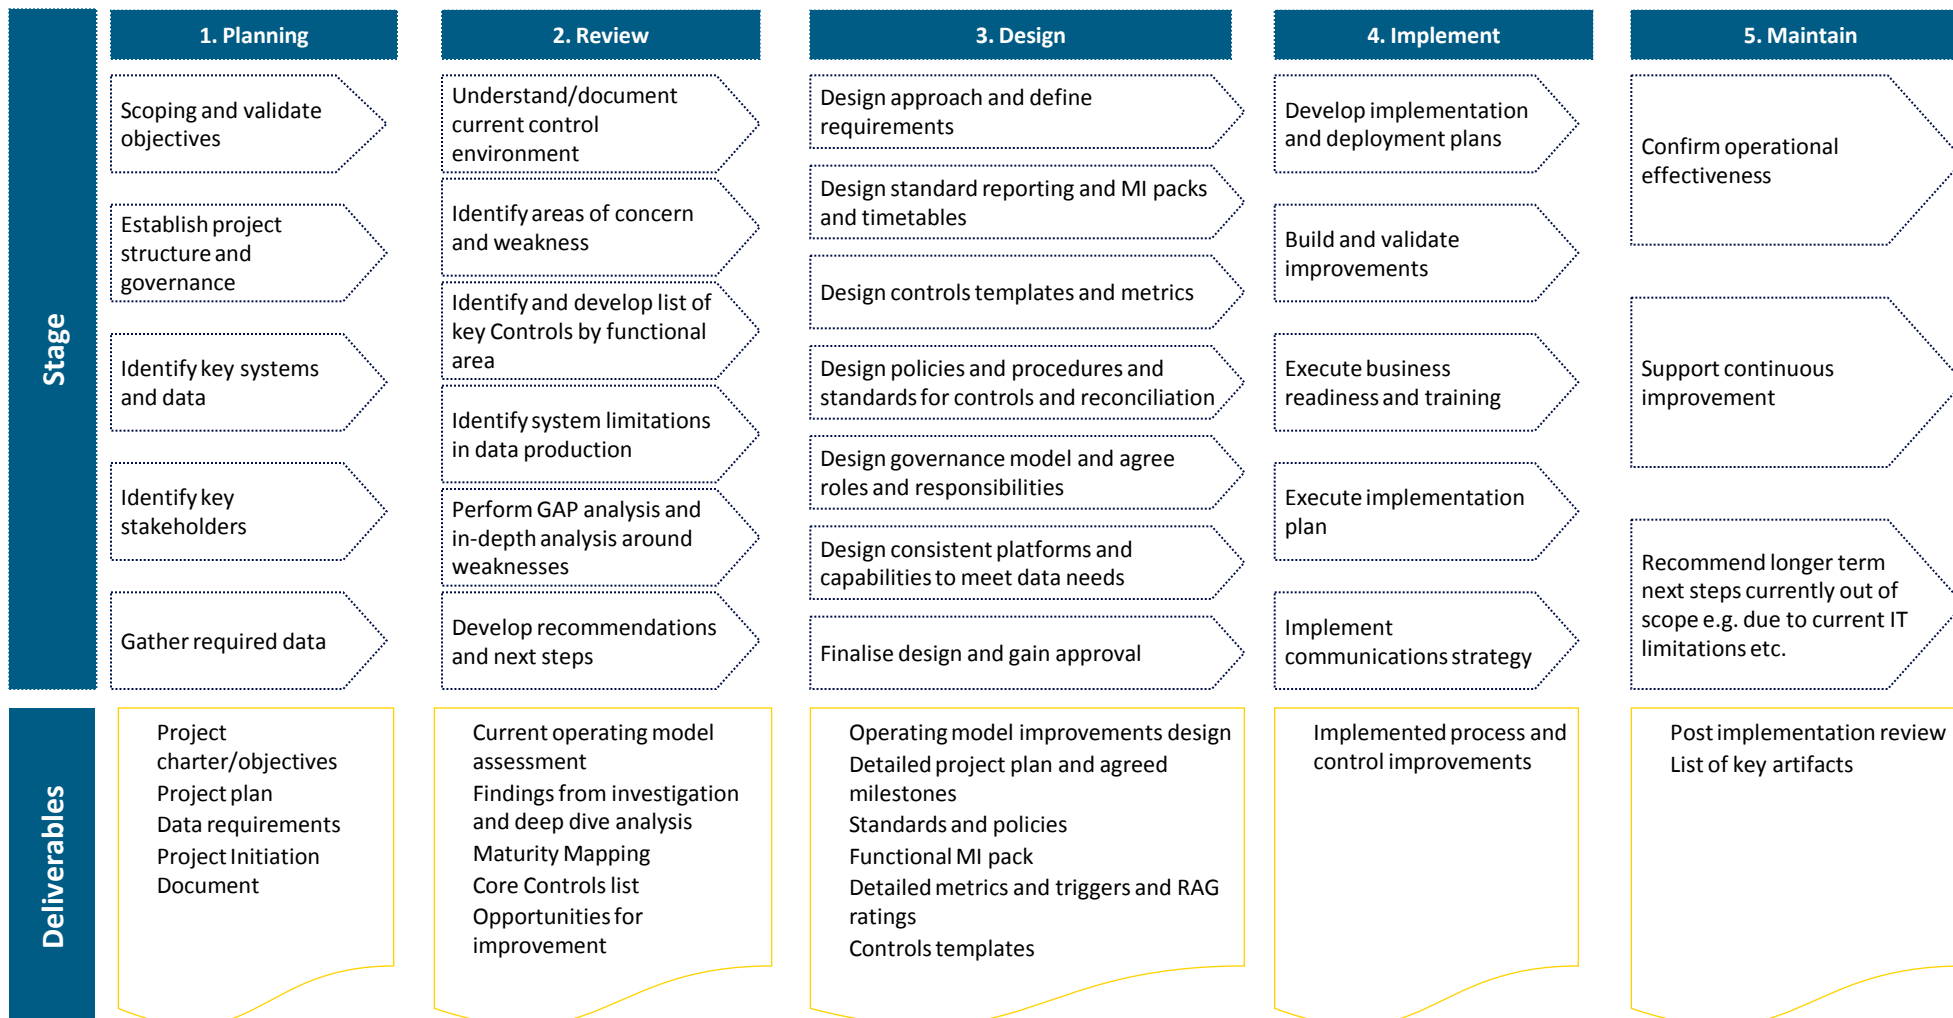 Stage
1. Planning
Scoping and validate
objectives
Establish project
structure and
governance
Identify key systems
and data
Identify key
stakeholders
Gather required data
2. Review
Understand/document
current control
environment
Identify areas of concern
and weakness
Identify and develop list of
key Controls by functional
area
Identify system limitations
in data production
Perform GAP analysis and
in-depth analysis around
weaknesses
Develop recommendations
and next steps
3. Design
Design approach and define
requirements
Design standard reporting and MI packs
and timetables
Design controls templates and metrics
Design policies and procedures and
standards for controls and reconciliation
Design governance model and agree
roles and responsibilities
Design consistent platforms and
capabilities to meet data needs
Finalise design and gain approval
4. Implement
Develop implementation
and deployment plans
Build and validate
improvements
Execute business
readiness and training
Execute implementation
plan
Implement
communications strategy
5. Maintain
Confirm operational
effectiveness
Support continuous
improvement
Recommend longer term
next steps currently out of
scope e.g. due to current IT
limitations etc.
Deliverables
Project
charter/objectives
Project plan
Data requirements
Project Initiation
Document
Current operating model
assessment
Findings from investigation
and deep dive analysis
Maturity Mapping
Core Controls list
Opportunities for
improvement
Operating model improvements design
Detailed project plan and agreed
milestones
Standards and policies
Functional MI pack
Detailed metrics and triggers and RAG
ratings
Controls templates
Implemented process and
control improvements
Post implementation review
List of key artifacts